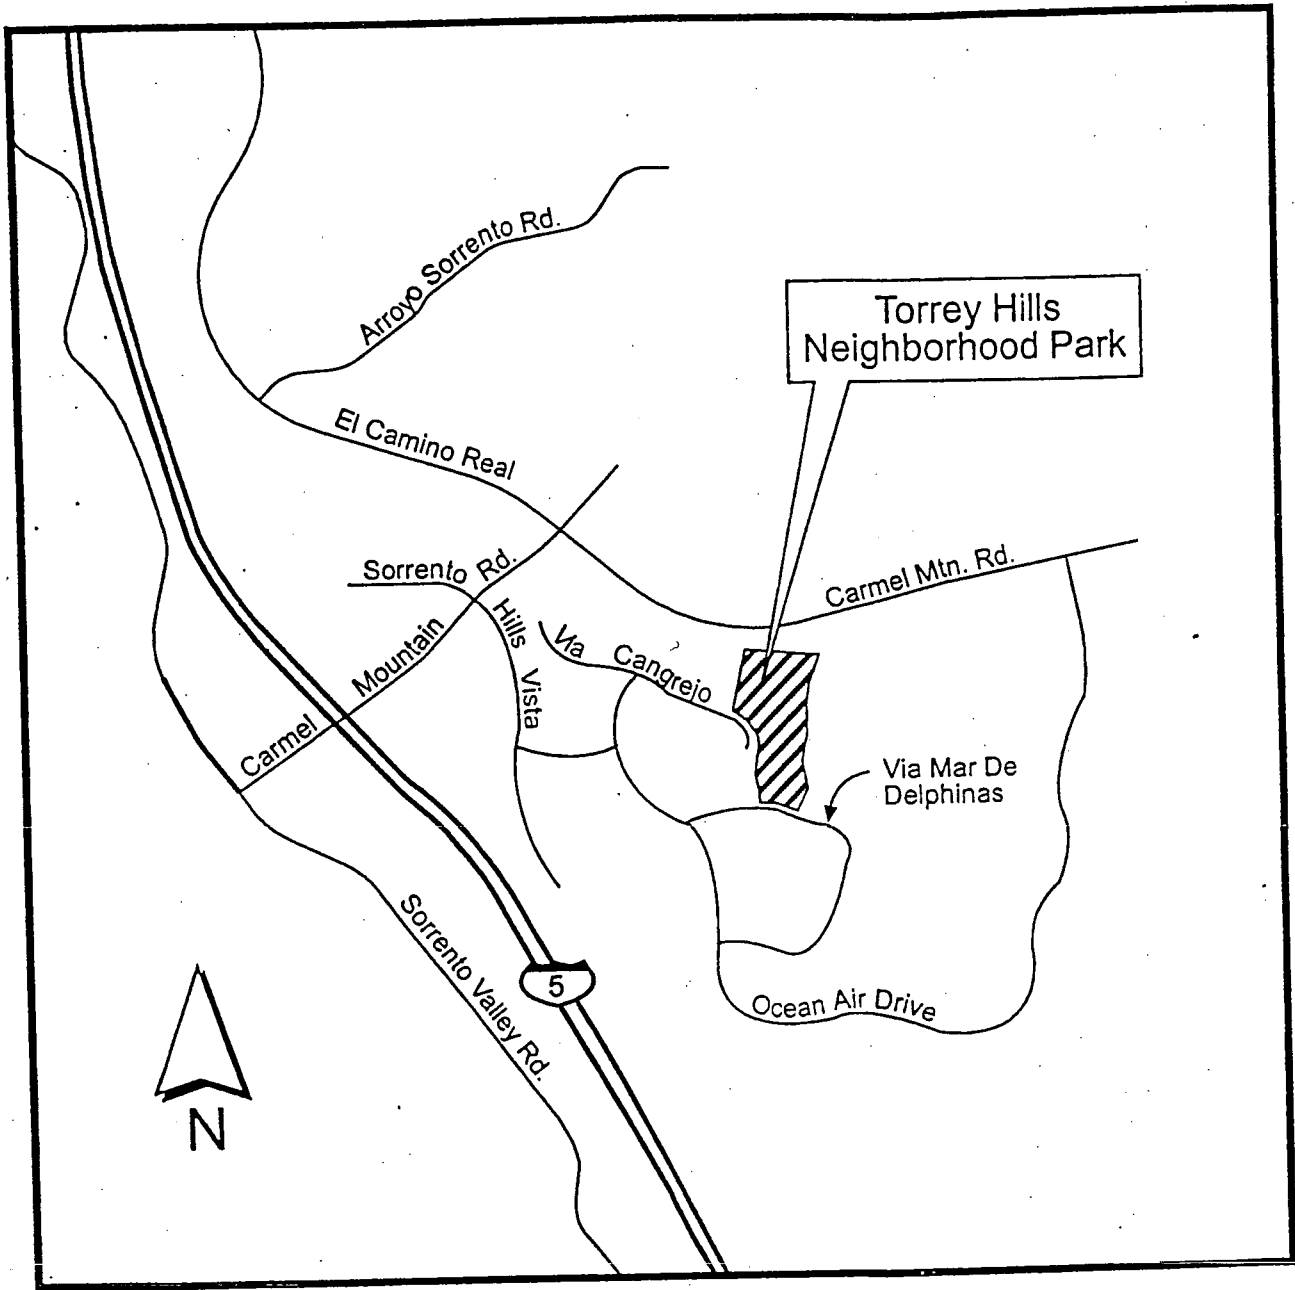 Arroyo Sorrento Rd.
Torrey Hills
Neighborhood Park
El Camino Real
Sorrento Rd.
Carmel Mtn. Rd.
Hills Vista
Via Cangrejo
Carmel Mountain
Via Mar De
Delphinas
Sorrento Valley Rd.
5
Ocean Air Drive
N